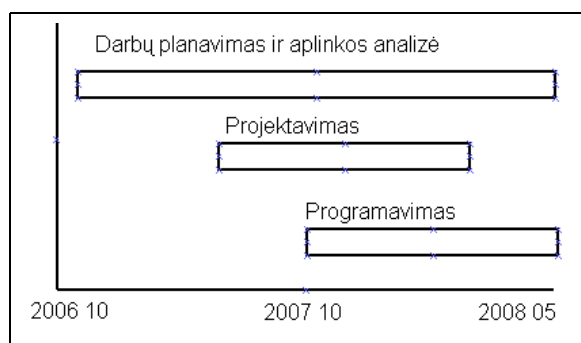 Darbų planavimas ir aplinkos analizė
Projektavimas
Programavimas
2006 10 2007 10 2008 05